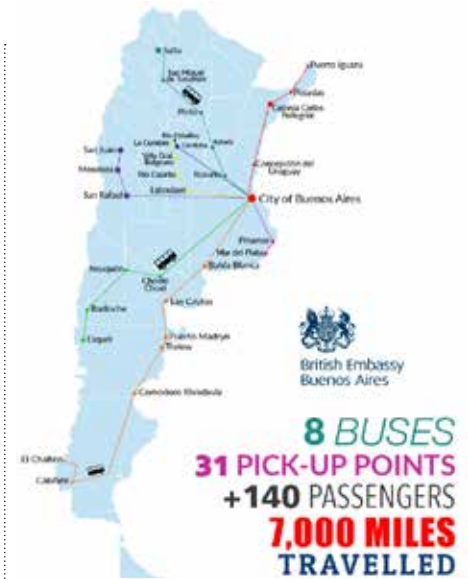 Salta
San Miguel de Tucumán
Puerto Iguazú
Posadas
Colonia Carlos Pellegrini
La Cumbre
Córdoba
Villa Gral Belgrano
Río Cuarto
Rosario
Concepción del Uruguay
San Juan
Mendoza
San Rafael
City of Buenos Aires
Pinamar
Mar del Plata
Bahía Blanca
Neuquén
Choele Choel
Las Grutas
Bariloche
Esquel
Puerto Madryn
Trelew
Comodoro Rivadavia
El Chaltén
Calafate
British Embassy
Buenos Aires
8 BUSES
31 PICK-UP POINTS
+140 PASSENGERS
7,000 MILES
TRAVELLED